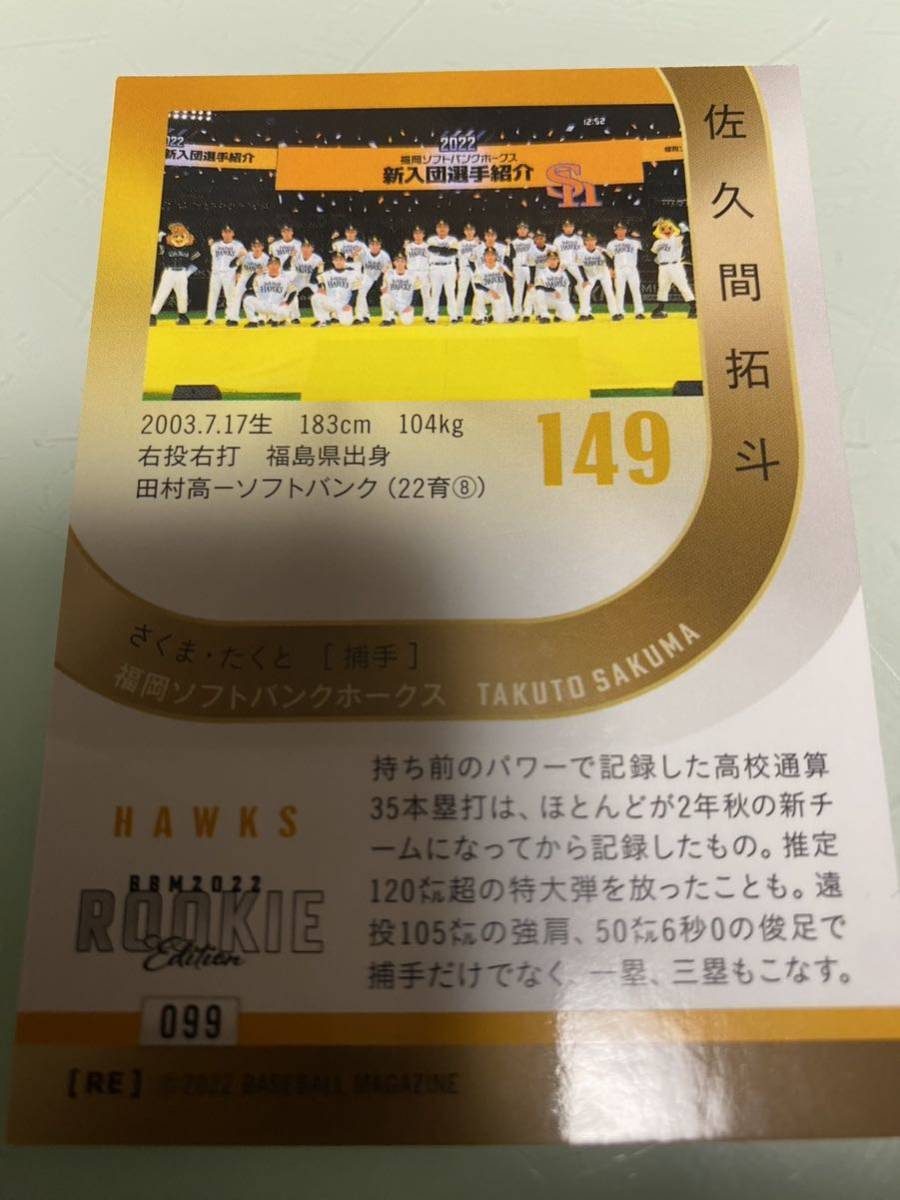 12:52
2022
新入団選手紹介
2022
福岡ソフトバンクホークス
新入団選手紹介
佐久間拓斗
2003.7.17生 183cm 104kg
右投右打 福島県出身
田村高ーソフトバンク（22育⑧）
149
さくま・たくと [捕手]
福岡ソフトバンクホークス TAKUTO SAKUMA
持ち前のパワーで記録した高校通算
35本塁打は、ほとんどが2年秋の新チ
ームになってから記録したもの。推定
120㍍超の特大弾を放ったことも。遠
投105㍍の強肩、50㍍6秒0の俊足で
捕手だけでなく、一塁、三塁もこなす。
HAWKS
BBM2022
ROOKIE
Edition
099
[RE] ©2022 BASEBALL MAGAZINE